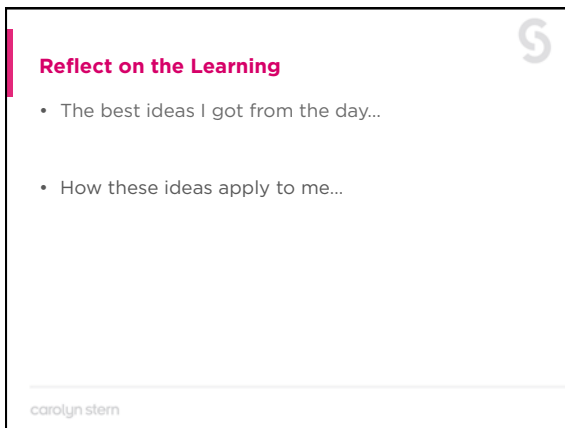 Reflect on the Learning
• The best ideas I got from the day...
• How these ideas apply to me...
carolyn stern